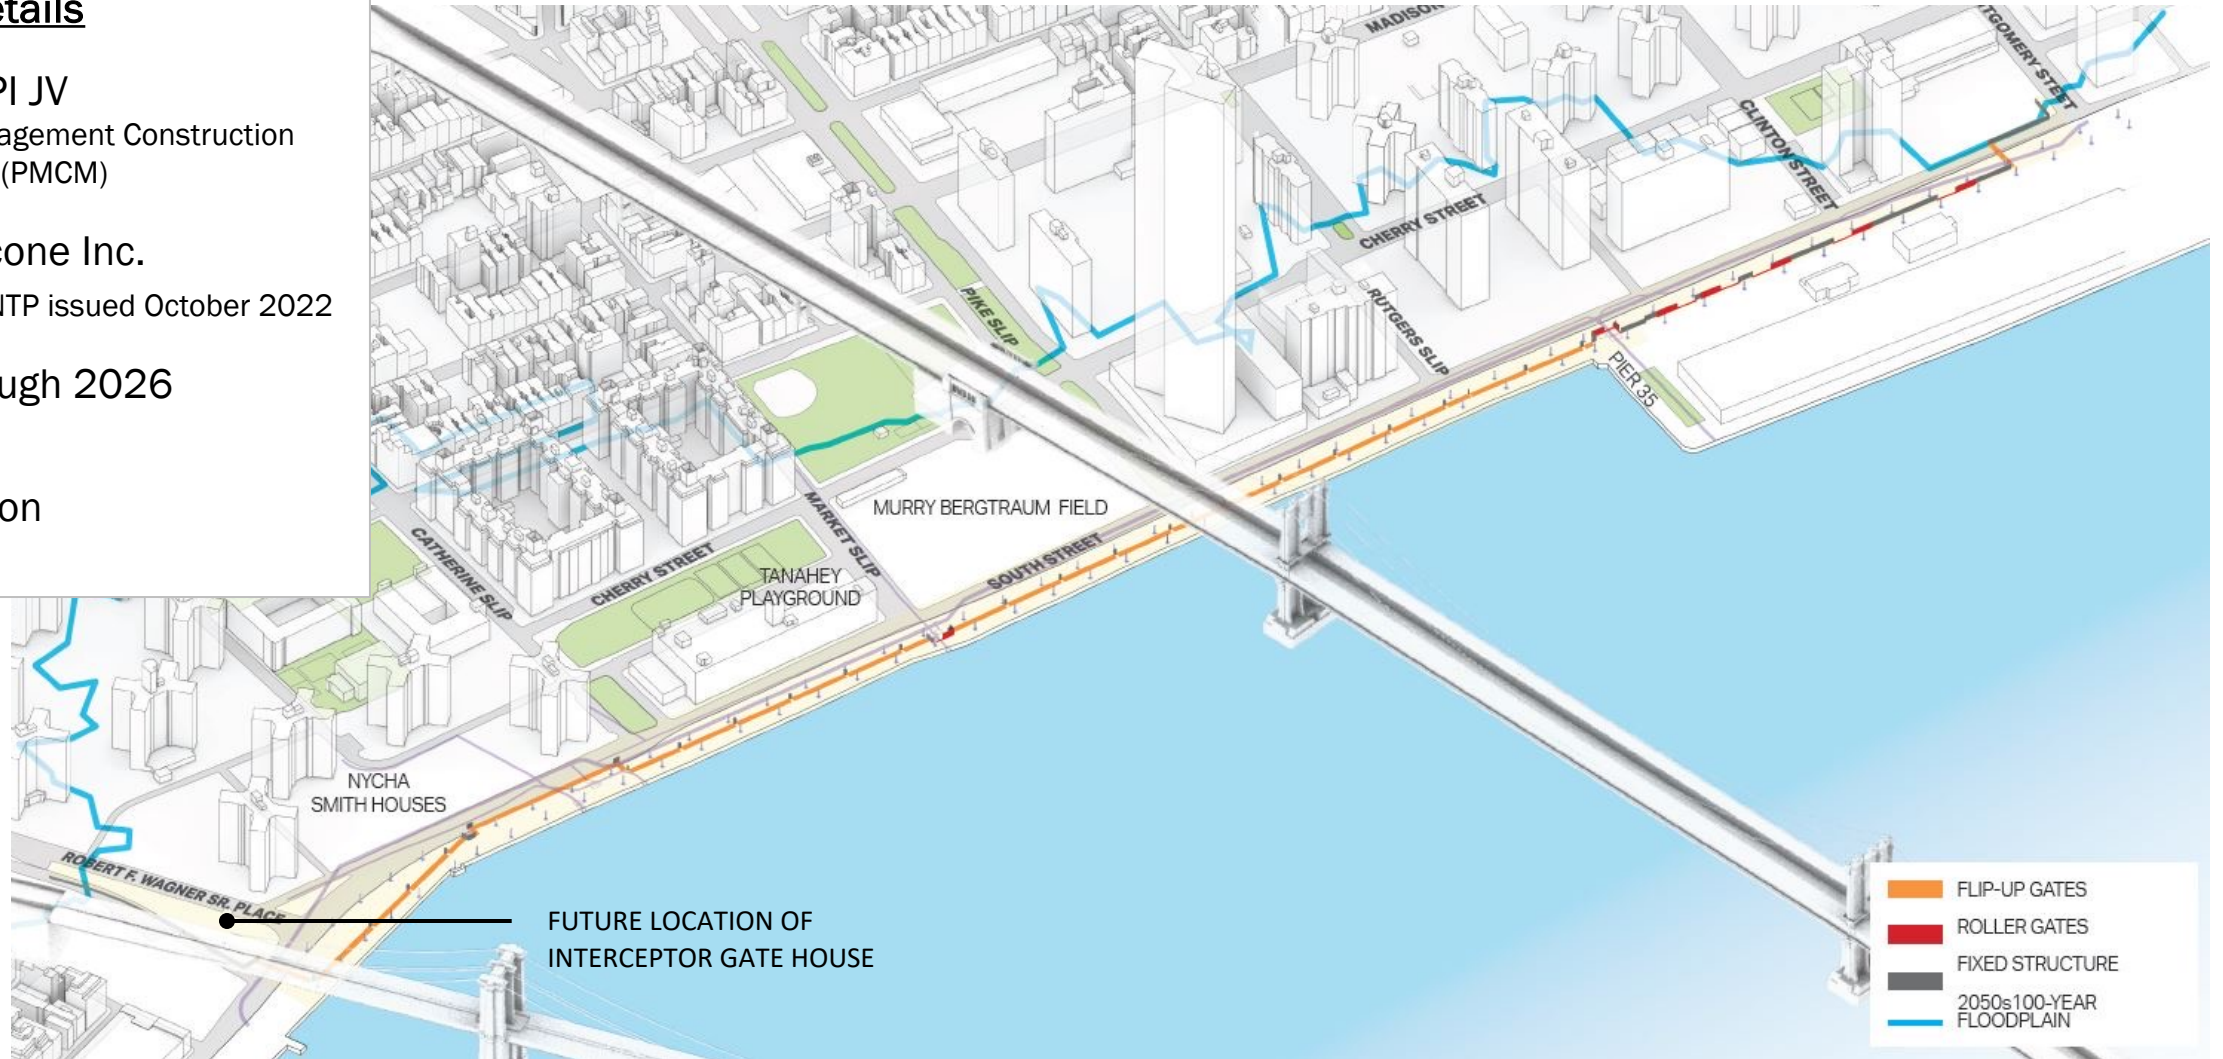 etails
PI JV
agement Construction
(PMCM)
cone Inc.
NTP issued October 2022
ugh 2026
on
MADISON
TGOMERY STREET
CLINTON STREET
CHERRY STREET
PIKE SLIP
RUTGERS SLIP
PIER 35
MURRY BERGTRAUM FIELD
MARKET SLIP
SOUTH STREET
CATHERINE SLIP
CHERRY STREET
TANAHEY
PLAYGROUND
NYCHA
SMITH HOUSES
ROBERT F. WAGNER SR. PLACE
FUTURE LOCATION OF
INTERCEPTOR GATE HOUSE
FLIP-UP GATES
ROLLER GATES
FIXED STRUCTURE
2050s100-YEAR
FLOODPLAIN